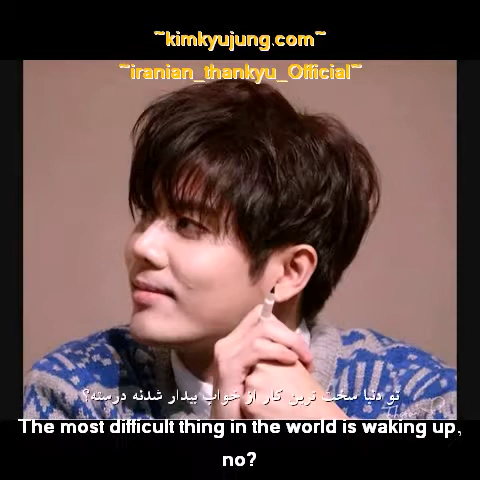 ~kimkyujung.com~
~iranian_thankyu_Official~
تو دنیا سخت ترین کار از خواب بیدار شدنه درسته؟
The most difficult thing in the world is waking up,
no?